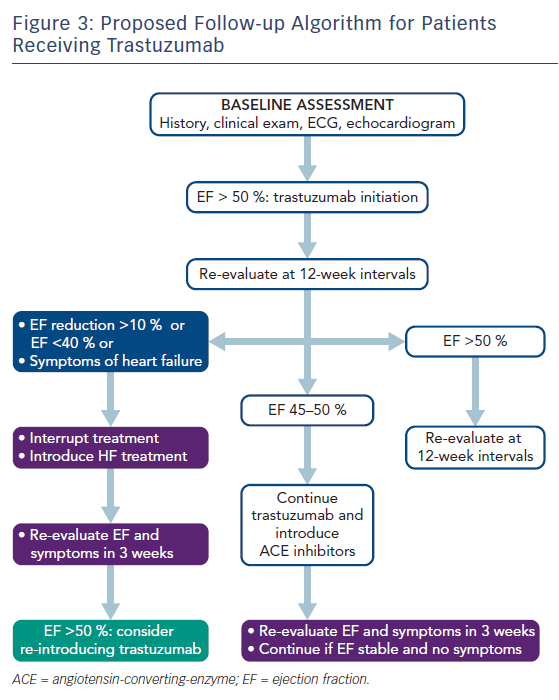 Figure 3: Proposed Follow-up Algorithm for Patients
Receiving Trastuzumab
BASELINE ASSESSMENT
History, clinical exam, ECG, echocardiogram
EF > 50 %: trastuzumab initiation
Re-evaluate at 12-week intervals
• EF reduction >10 % or
EF <40 % or
• Symptoms of heart failure
EF >50 %
EF 45–50 %
• Interrupt treatment
• Introduce HF treatment
Re-evaluate at
12-week intervals
Continue
trastuzumab and
introduce
ACE inhibitors
• Re-evaluate EF and
symptoms in 3 weeks
EF >50 %: consider
re-introducing trastuzumab
• Re-evaluate EF and symptoms in 3 weeks
• Continue if EF stable and no symptoms
ACE = angiotensin-converting-enzyme; EF = ejection fraction.